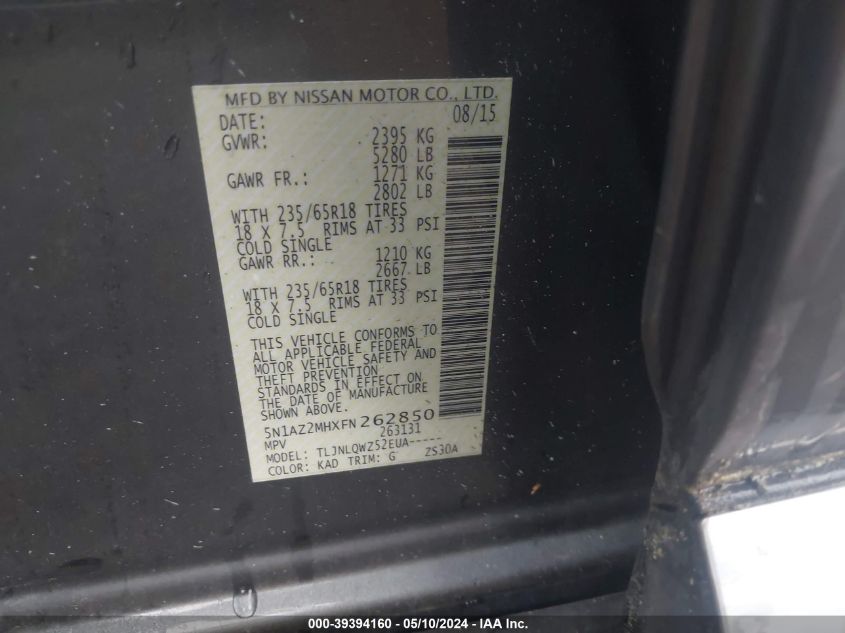 MFD BY NISSAN MOTOR CO., LTD.
DATE: 08/15
GVWR: 2395 KG
5280 LB
GAWR FR.: 1271 KG
2802 LB
WITH 235/65R18 TIRES
18 X 7.5 RIMS AT 33 PSI
COLD SINGLE
GAWR RR.: 1210 KG
2667 LB
WITH 235/65R18 TIRES
18 X 7.5 RIMS AT 33 PSI
COLD SINGLE
THIS VEHICLE CONFORMS TO
ALL APPLICABLE FEDERAL
MOTOR VEHICLE SAFETY AND
THEFT PREVENTION
STANDARDS IN EFFECT ON
THE DATE OF MANUFACTURE
SHOWN ABOVE.
5N1AZ2MHXFN262850
MPV 263131
MODEL: TLJNLQWZ52EUA-----
COLOR: KAD TRIM: G ZS30A
000-39394160 - 05/10/2024 - IAA Inc.